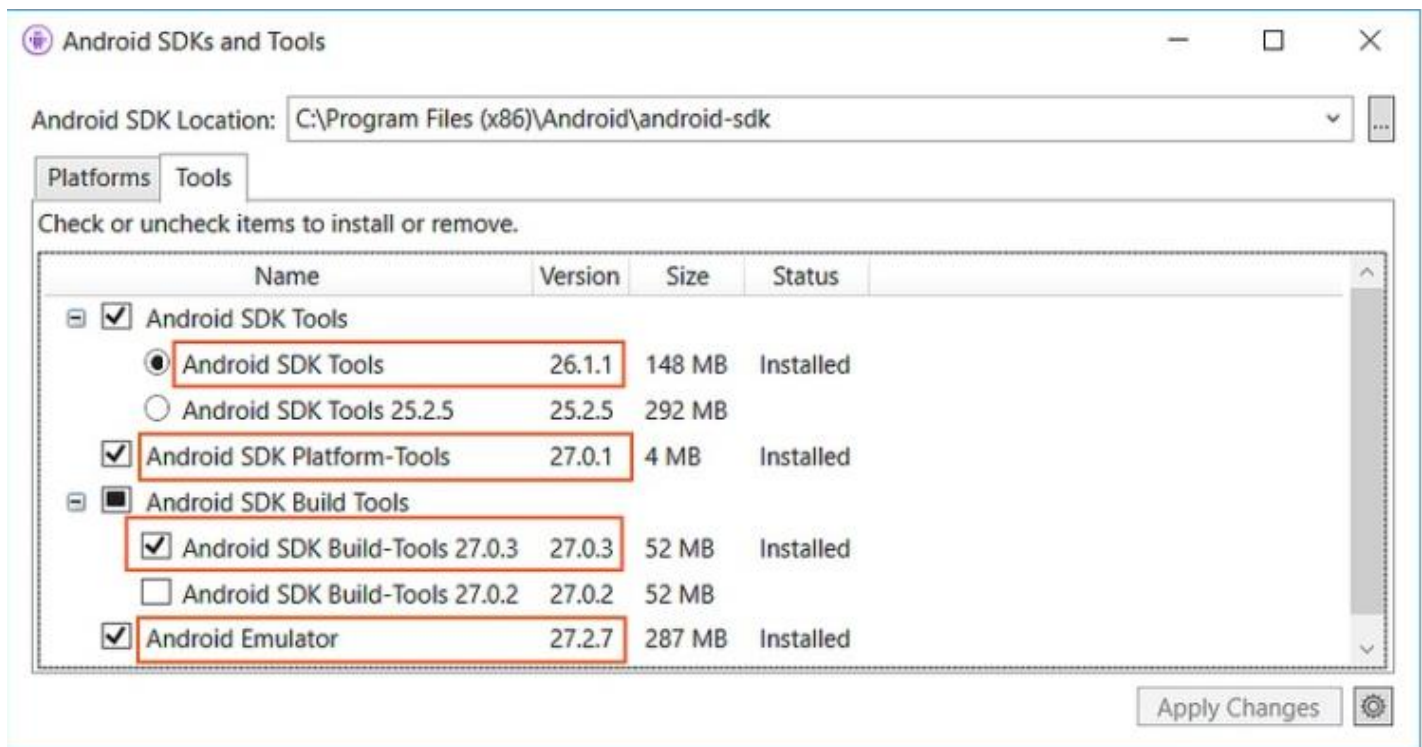 Android SDKs and Tools
Android SDK Location: C:\Program Files (x86)\Android\android-sdk ...
Platforms Tools
Check or uncheck items to install or remove.
Name Version Size Status
Android SDK Tools
Android SDK Tools 26.1.1 148 MB Installed
Android SDK Tools 25.2.5 25.2.5 292 MB
Android SDK Platform-Tools 27.0.1 4 MB Installed
Android SDK Build Tools
Android SDK Build-Tools 27.0.3 27.0.3 52 MB Installed
Android SDK Build-Tools 27.0.2 27.0.2 52 MB
Android Emulator 27.2.7 287 MB Installed
Apply Changes